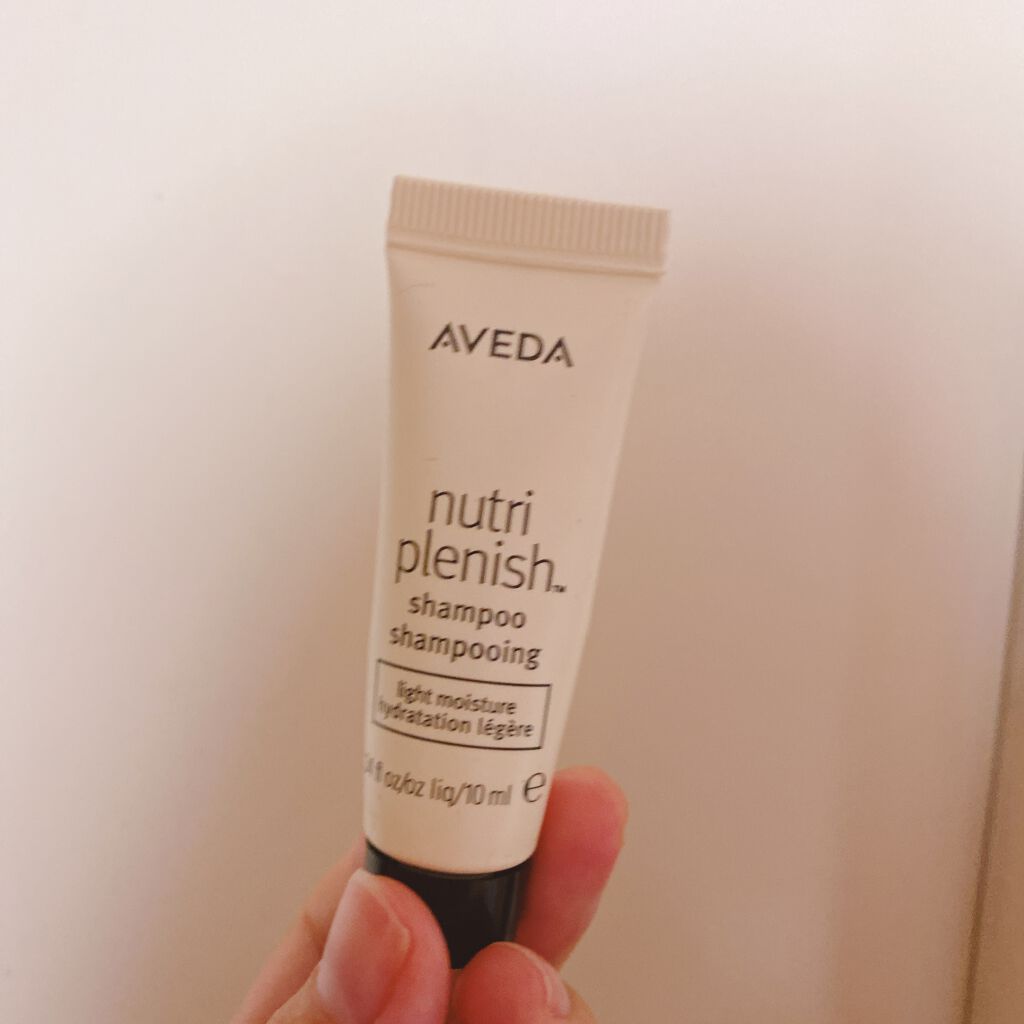 AVEDA
nutri
plenish™
shampoo
shampooing
light moisture
hydratation légère
fl oz/oz liq/10 ml e